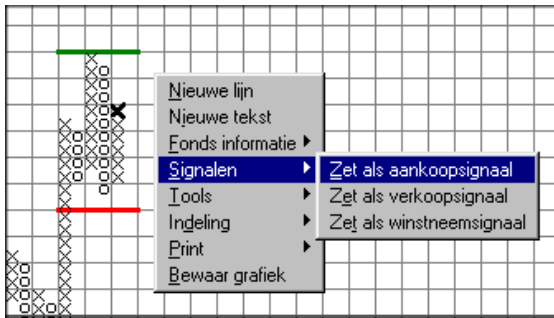 Nieuwe lijn
Nieuwe tekst
Fonds informatie
Signalen
Zet als aankoopsignaal
Tools
Zet als verkoopsignaal
Indeling
Zet als winstneemsignaal
Print
Bewaar grafiek